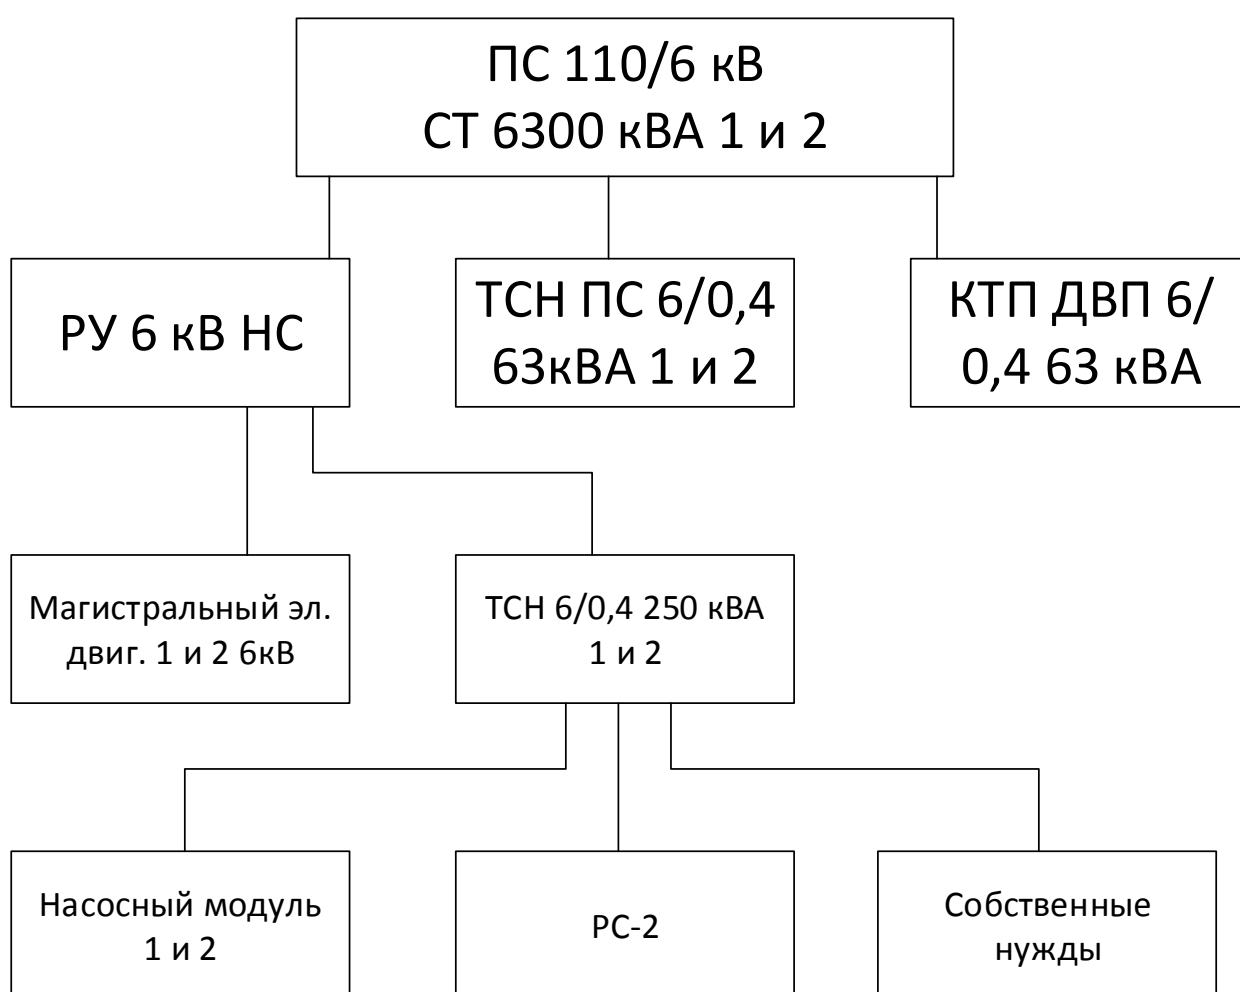 ПС 110/6 кВ
СТ 6300 кВА 1 и 2
РУ 6 кВ НС
ТСН ПС 6/0,4
63кВА 1 и 2
КТП ДВП 6/
0,4 63 кВА
Магистральный эл.
двиг. 1 и 2 6кВ
ТСН 6/0,4 250 кВА
1 и 2
Насосный модуль
1 и 2
РС-2
Собственные
нужды